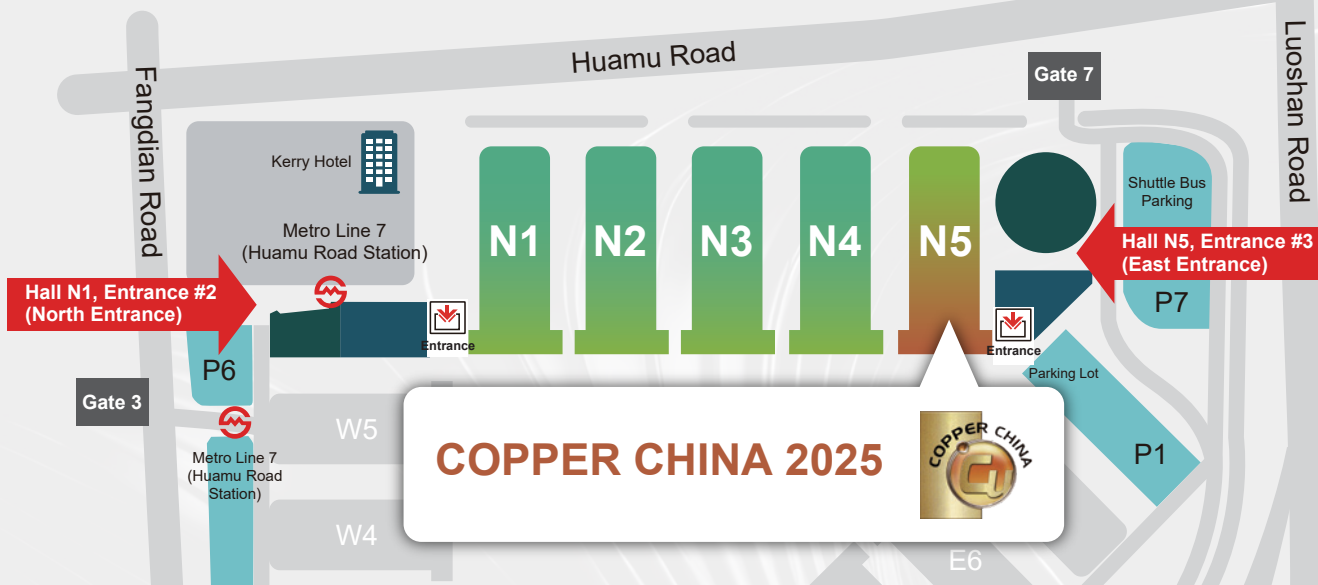 Huamu Road
Fangdian Road
Luoshan Road
Gate 7
Kerry Hotel
Metro Line 7
(Huamu Road Station)
N1
N2
N3
N4
N5
Shuttle Bus
Parking
Hall N5, Entrance #3
(East Entrance)
P7
Hall N1, Entrance #2
(North Entrance)
Entrance
Entrance
P6
Gate 3
Parking Lot
P1
Metro Line 7
(Huamu Road
Station)
W5
W4
COPPER CHINA 2025
COPPER CHINA
Cu
E6